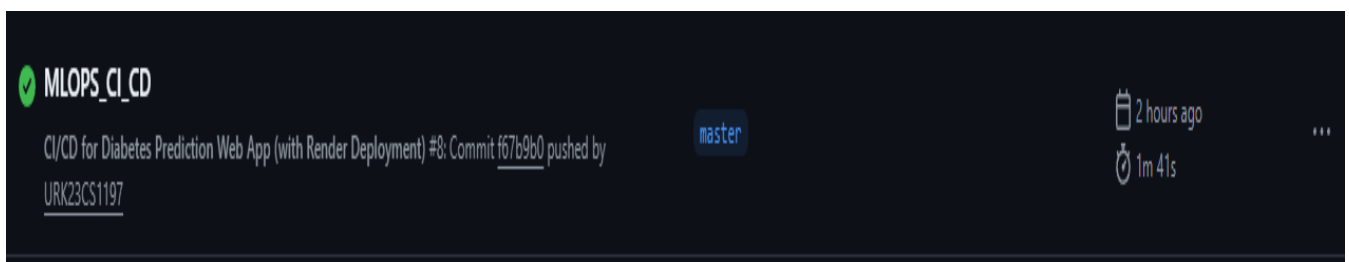 MLOPS_CI_CD
CI/CD for Diabetes Prediction Web App (with Render Deployment) #8: Commit f67b9b0 pushed by
URK23CS1197
master
2 hours ago
1m 41s